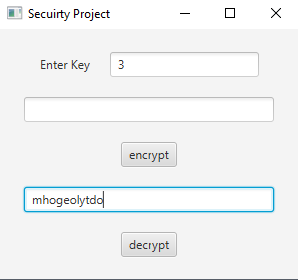 Secuirty Project
Enter Key 3
encrypt
mhogeolytdo
decrypt